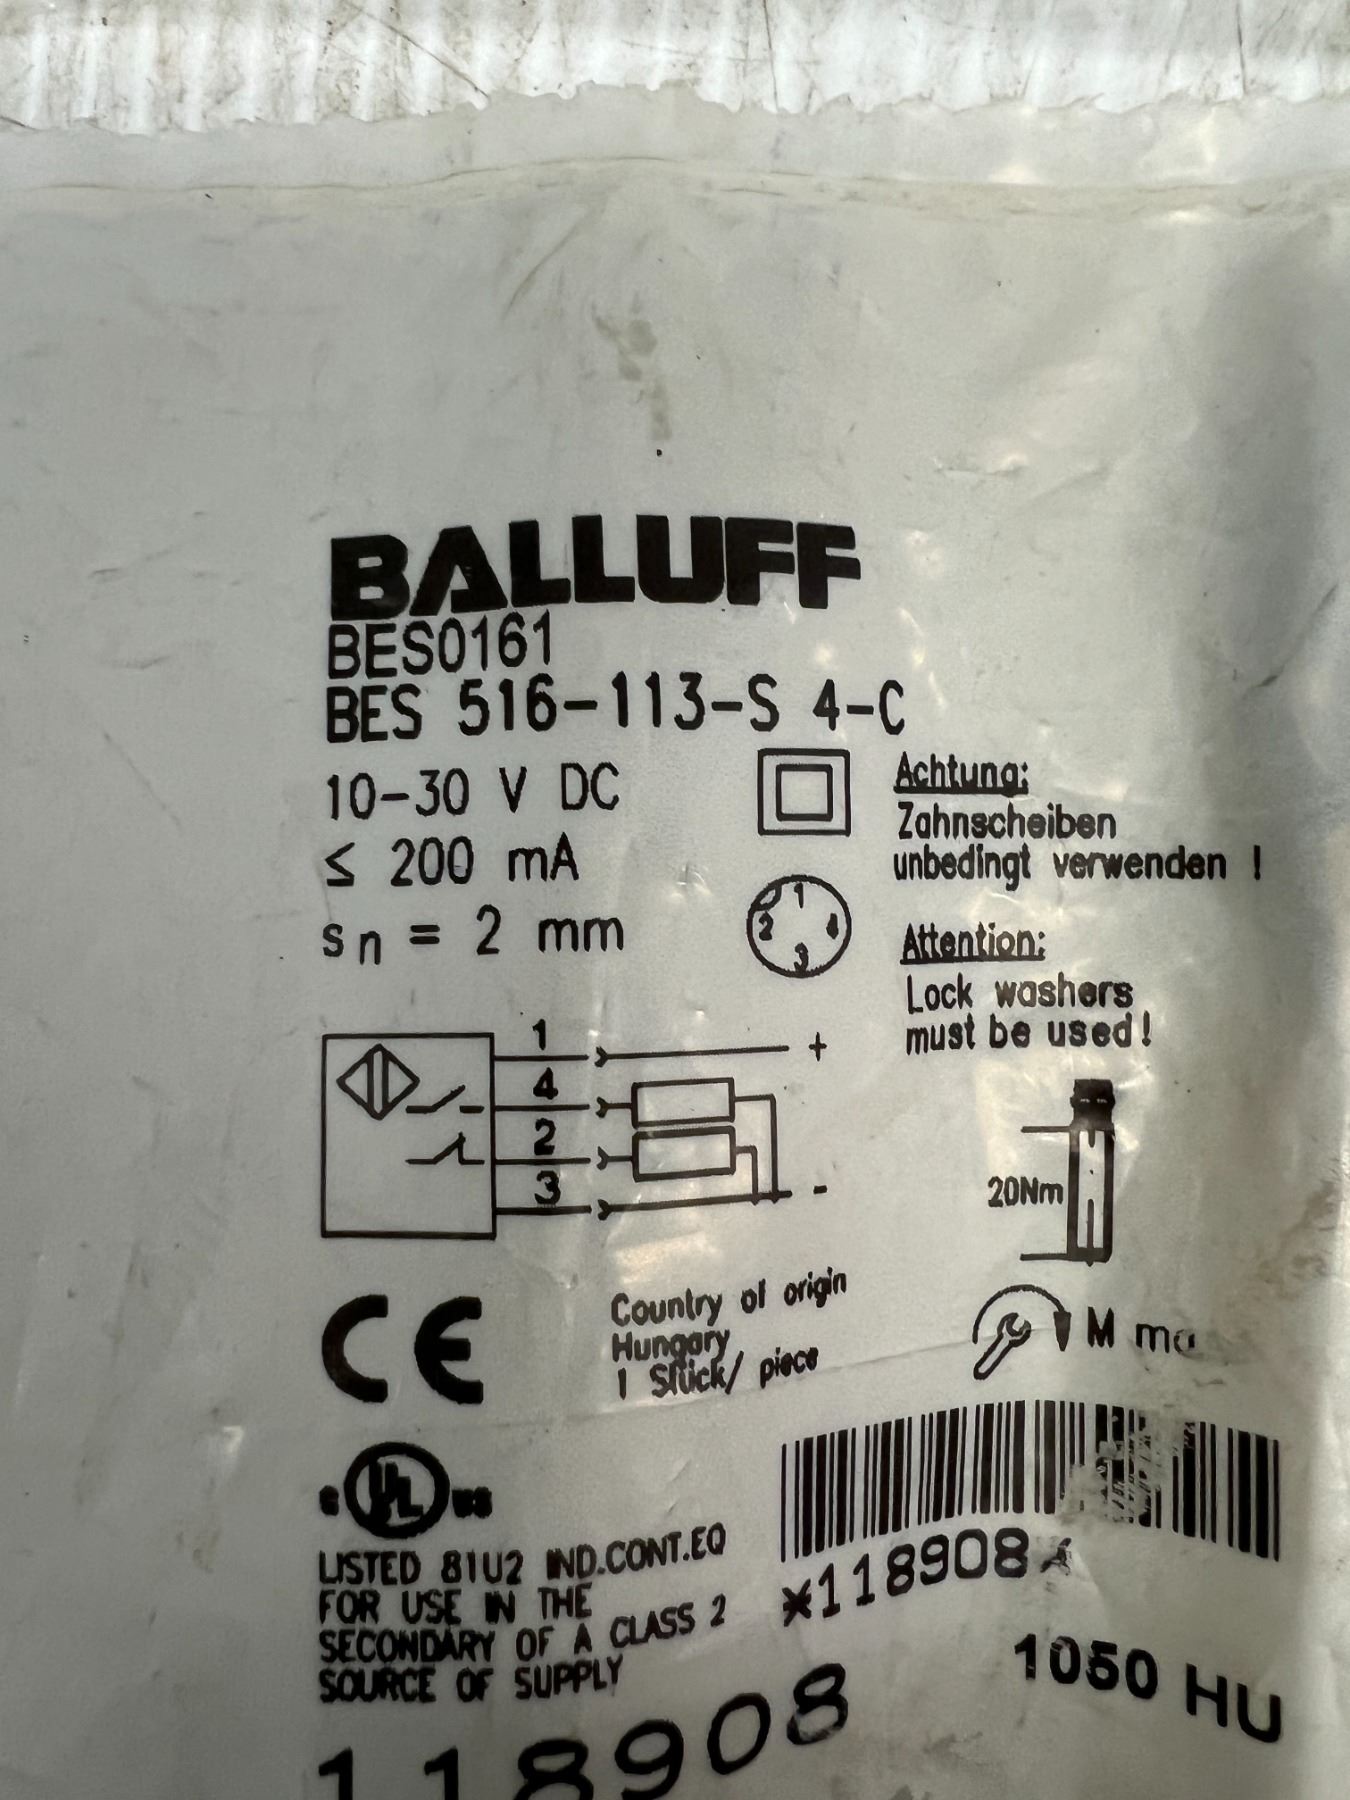 BALLUFF
BES0161
BES 516-113-S 4-C
10-30 V DC
≤ 200 mA
sn = 2 mm
Achtung:
Zahnscheiben
unbedingt verwenden !
1
2
4
3
Attention:
Lock washers
must be used!
1
+
4
2
3
-
20Nm
M
CE
Country of origin
Hungary
1 Stück/ piece
C UL US
LISTED 81U2 IND.CONT.EQ
FOR USE IN THE
SECONDARY OF A CLASS 2
SOURCE OF SUPPLY
*118908
1050 HU
118908